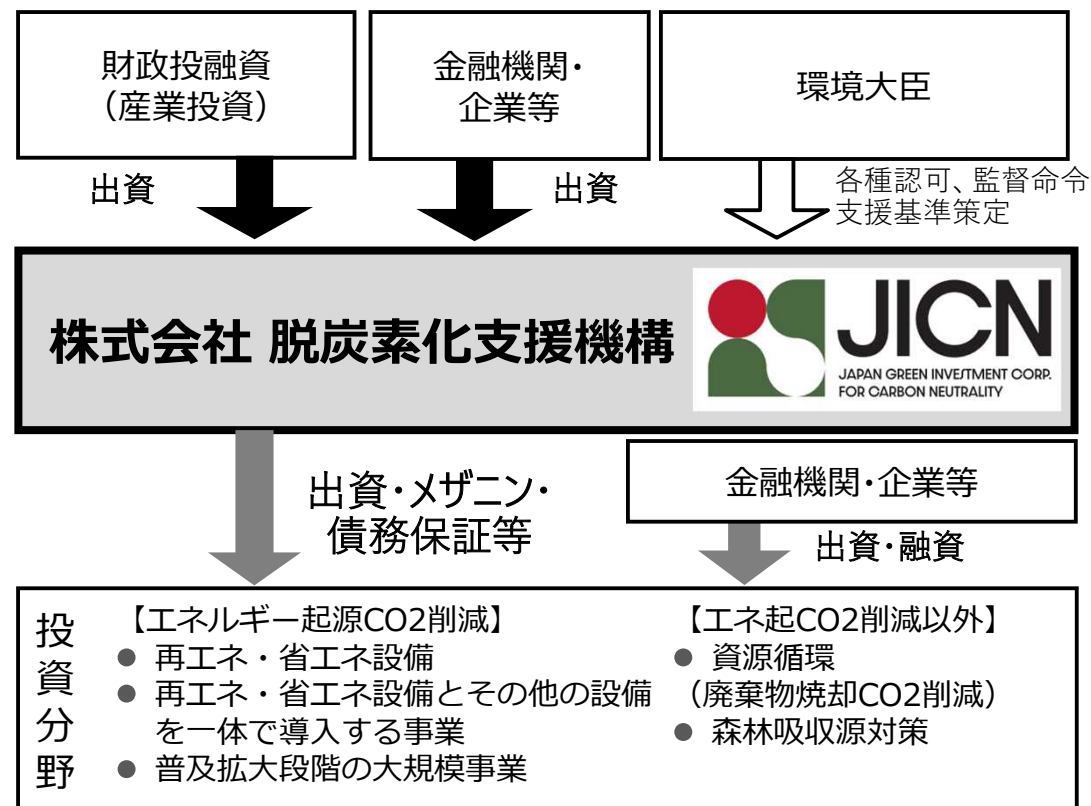 財政投融資
（産業投資）
金融機関・
企業等
環境大臣
出資
出資
各種認可、監督命令
支援基準策定
株式会社 脱炭素化支援機構
JICN
JAPAN GREEN INVESTMENT CORP.
FOR CARBON NEUTRALITY
出資・メザニン・
債務保証等
金融機関・企業等
出資・融資
投資分野
【エネルギー起源CO2削減】
● 再エネ・省エネ設備
● 再エネ・省エネ設備とその他の設備
を一体で導入する事業
● 普及拡大段階の大規模事業
【エネ起CO2削減以外】
● 資源循環
（廃棄物焼却CO2削減）
● 森林吸収源対策